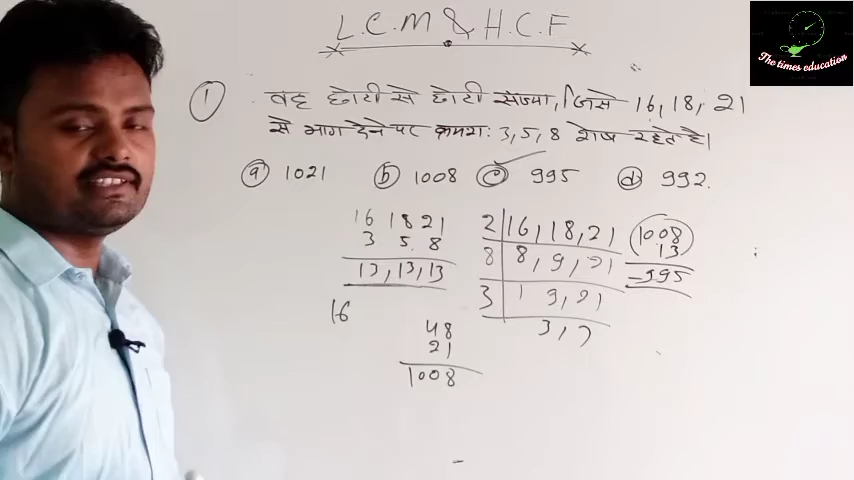 L.C.M & H.C.F
The times education
① वह छोटी से छोटी संख्या, जिसे 16, 18, 21
से भाग देने पर क्रमशः 3, 5, 8 शेष रहते है।
ⓐ 1021 ⓑ 1008 ⓒ 995 ⓓ 992.
16 18 21
3 5 8
13, 13, 13
16
48
21
1008
2 16, 18, 21
8 8, 9, 21
3 1 9, 21
3, 7
1008
13
995